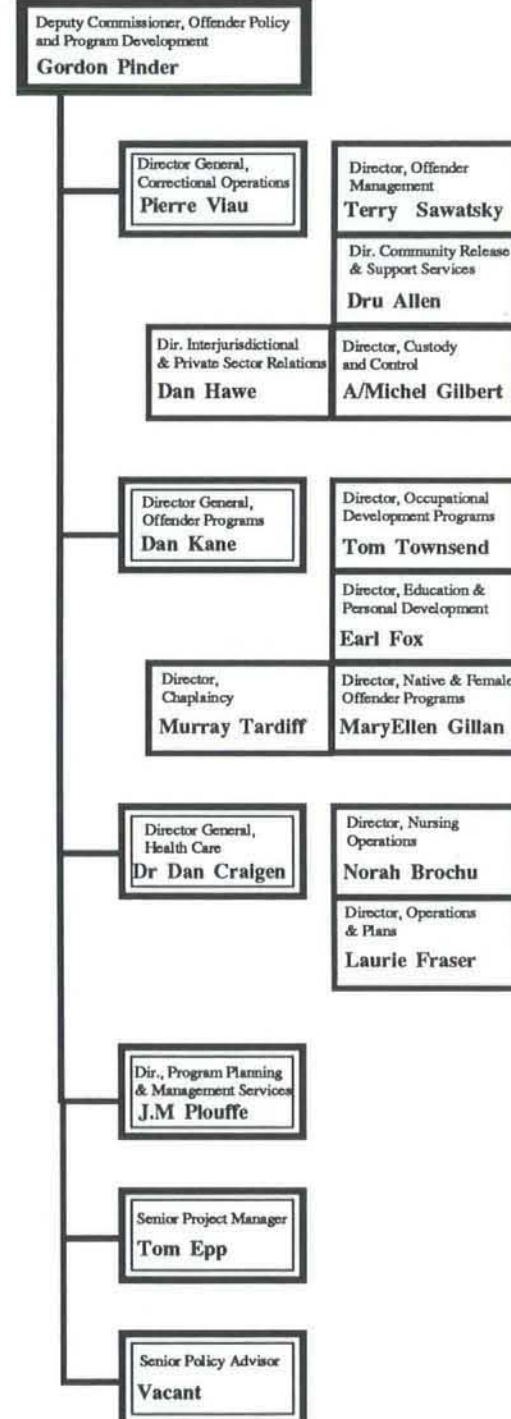 Deputy Commissioner, Offender Policy
and Program Development
Gordon Pinder
Director General,
Correctional Operations
Pierre Viau
Director, Offender
Management
Terry Sawatsky
Dir. Community Release
& Support Services
Dru Allen
Dir. Interjurisdictional
& Private Sector Relations
Dan Hawe
Director, Custody
and Control
A/Michel Gilbert
Director General,
Offender Programs
Dan Kane
Director, Occupational
Development Programs
Tom Townsend
Director, Education &
Personal Development
Earl Fox
Director,
Chaplaincy
Murray Tardiff
Director, Native & Female
Offender Programs
MaryEllen Gillan
Director General,
Health Care
Dr Dan Craigen
Director, Nursing
Operations
Norah Brochu
Director, Operations
& Plans
Laurie Fraser
Dir., Program Planning
& Management Services
J.M Plouffe
Senior Project Manager
Tom Epp
Senior Policy Advisor
Vacant